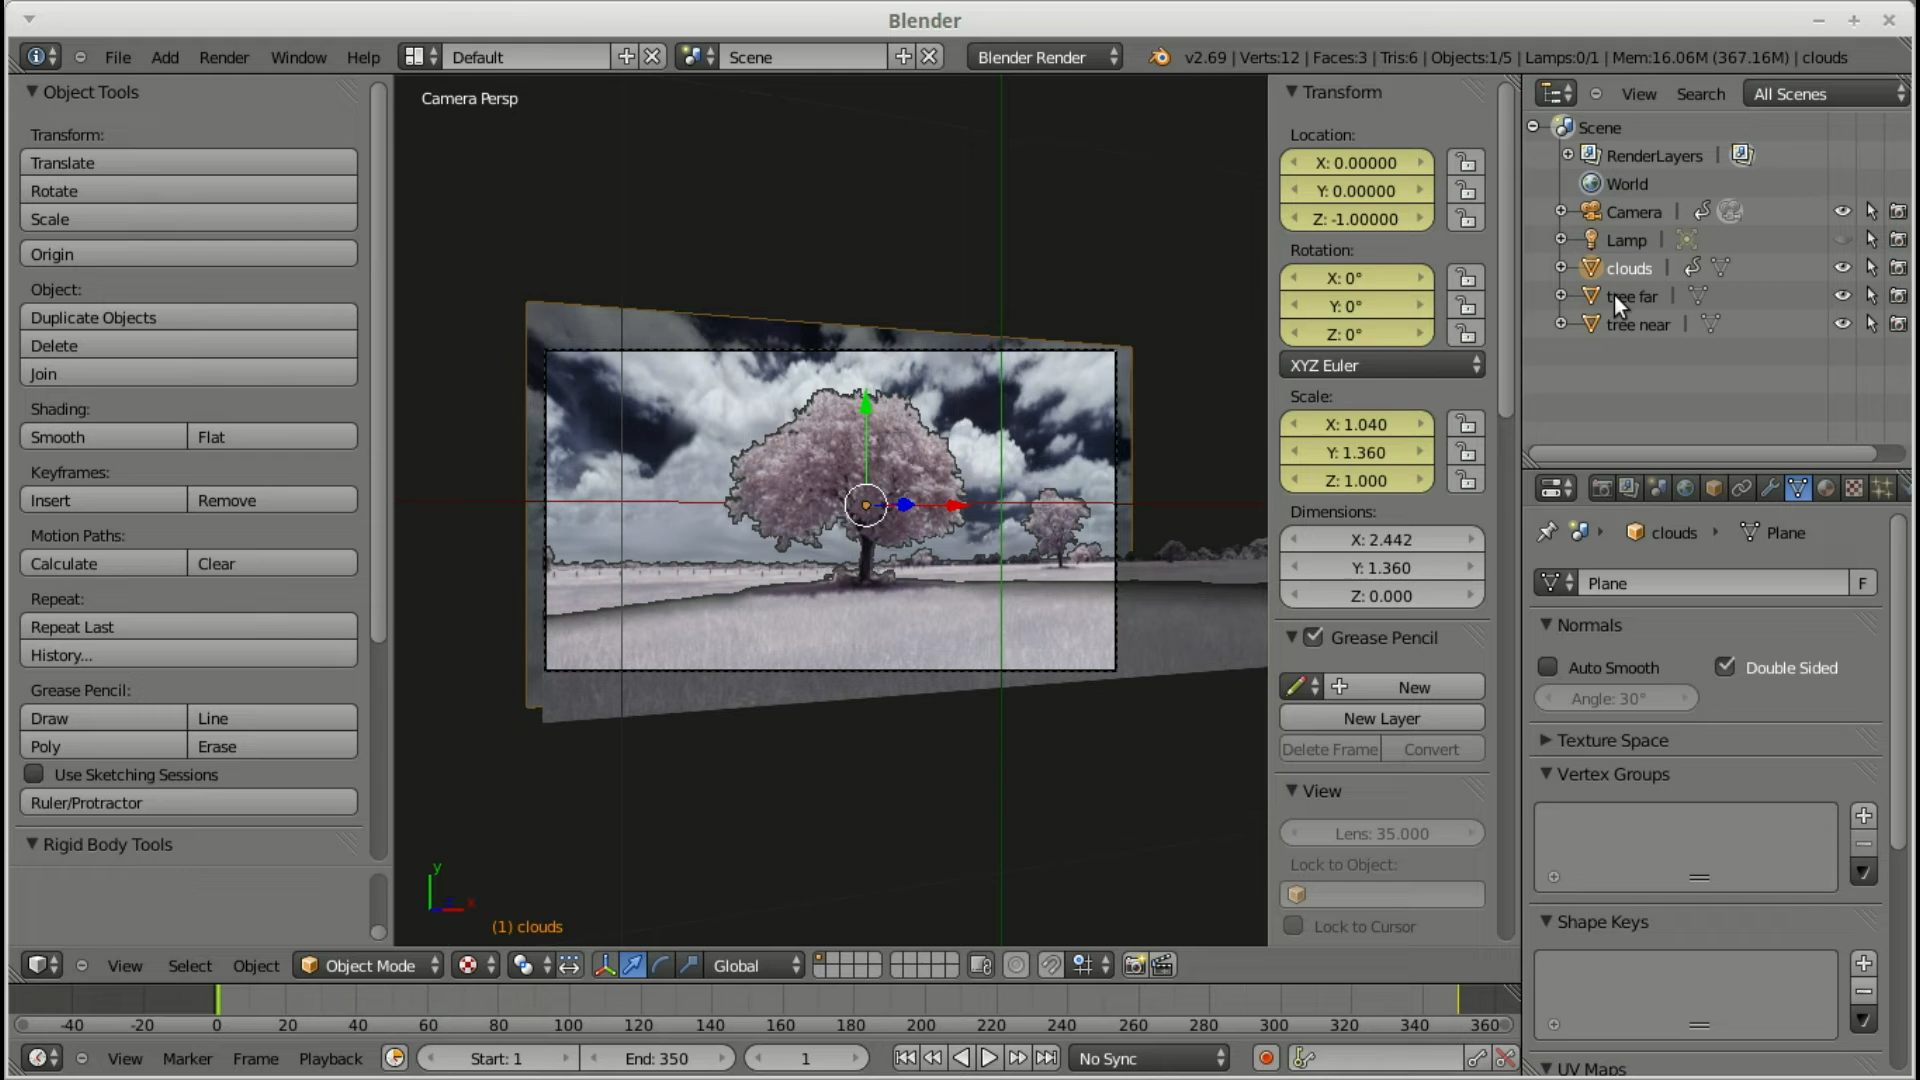 Blender
File Add Render Window Help Default Scene Blender Render v2.69 | Verts:12 | Faces:3 | Tris:6 | Objects:1/5 | Lamps:0/1 | Mem:16.06M (367.16M) | clouds
Object Tools
Transform:
Translate
Rotate
Scale
Origin
Object:
Duplicate Objects
Delete
Join
Shading:
Smooth Flat
Keyframes:
Insert Remove
Motion Paths:
Calculate Clear
Repeat:
Repeat Last
History...
Grease Pencil:
Draw Line
Poly Erase
Use Sketching Sessions
Ruler/Protractor
Rigid Body Tools
Camera Persp
y
x
(1) clouds
Transform
Location:
X: 0.00000
Y: 0.00000
Z: -1.00000
Rotation:
X: 0°
Y: 0°
Z: 0°
XYZ Euler
Scale:
X: 1.040
Y: 1.360
Z: 1.000
Dimensions:
X: 2.442
Y: 1.360
Z: 0.000
Grease Pencil
New
New Layer
Delete Frame Convert
View
Lens: 35.000
Lock to Object:
Lock to Cursor
View Search All Scenes
Scene
RenderLayers
World
Camera
Lamp
clouds
tree far
tree near
clouds Plane
Plane F
Normals
Auto Smooth Double Sided
Angle: 30°
Texture Space
Vertex Groups
Shape Keys
UV Maps
View Select Object Object Mode Global
-40 -20 0 20 40 60 80 100 120 140 160 180 200 220 240 260 280 300 320 340 360
View Marker Frame Playback Start: 1 End: 350 1 No Sync